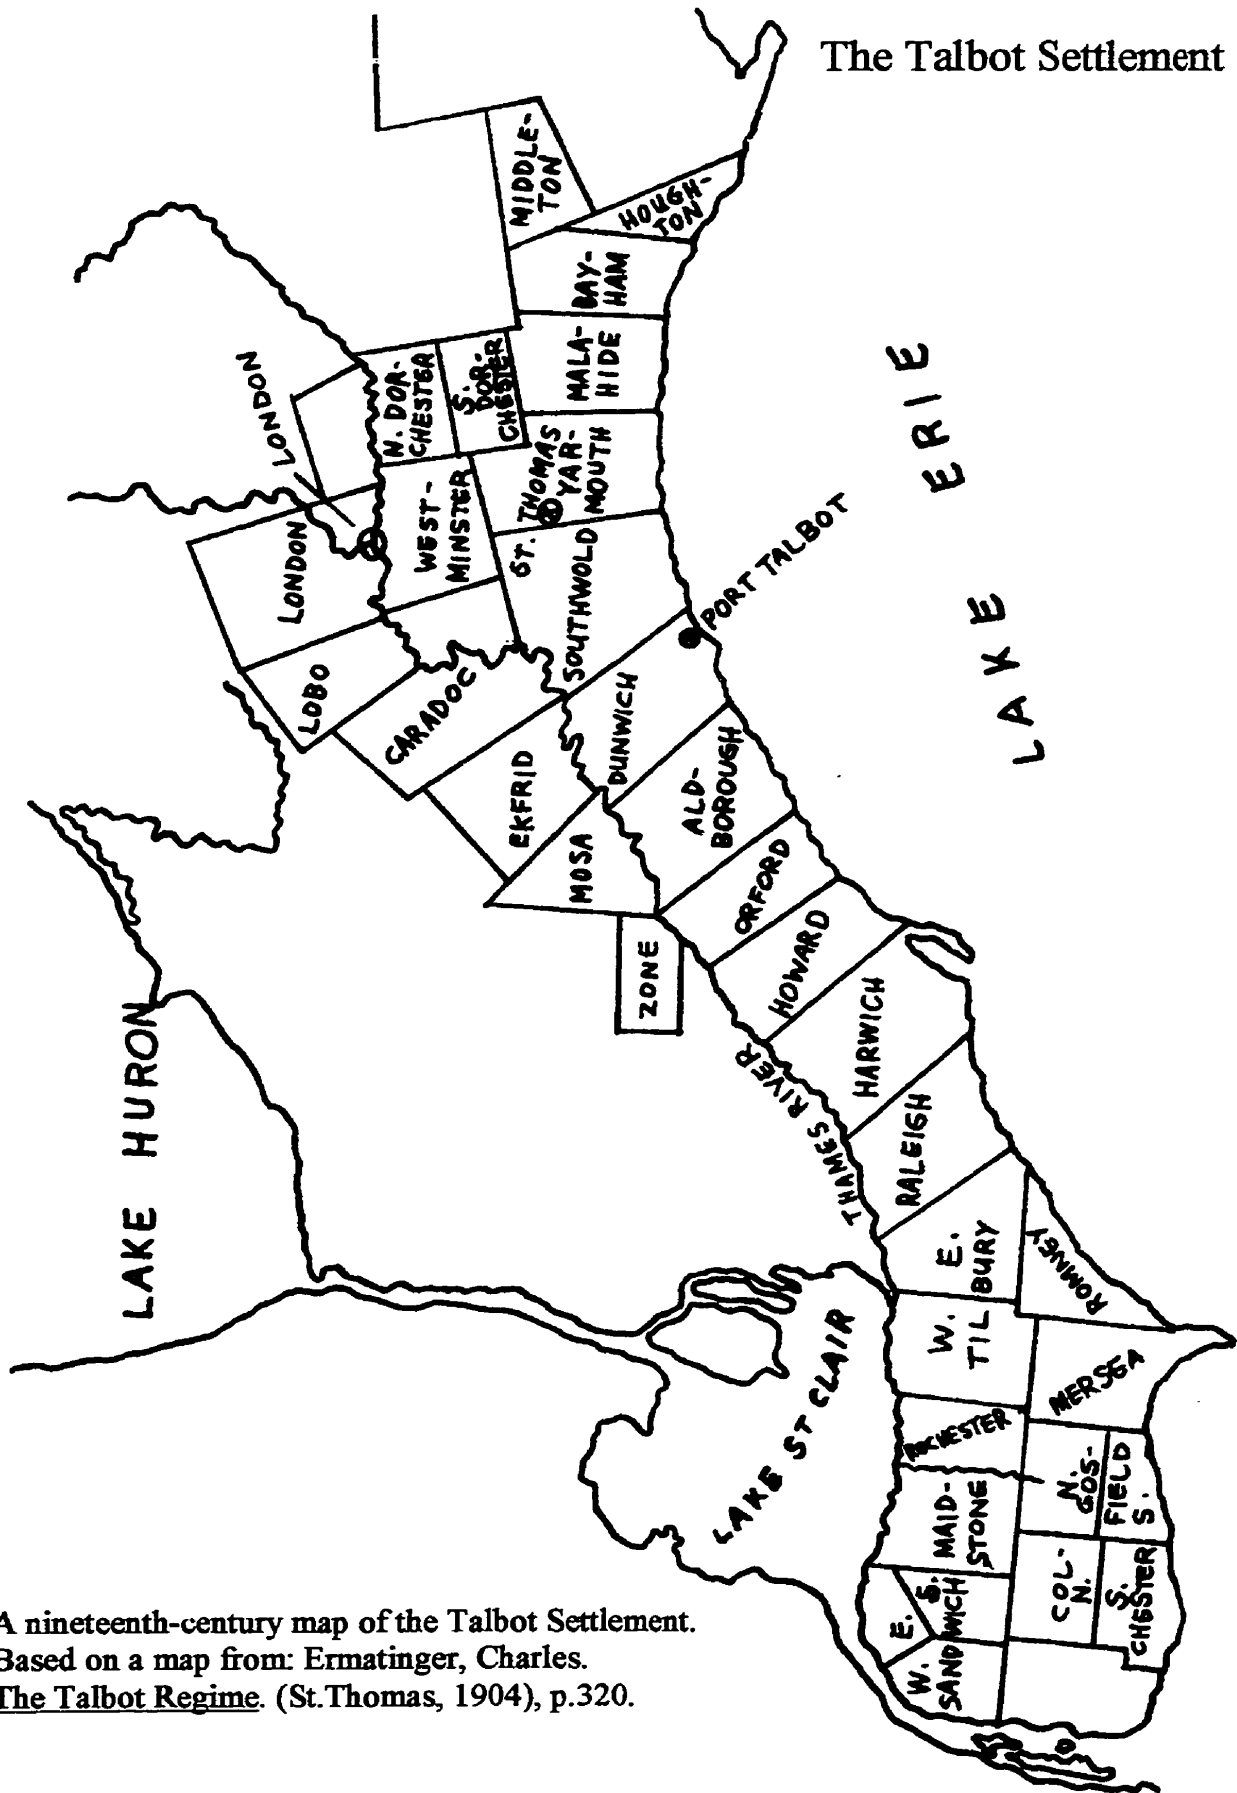 The Talbot Settlement
MIDDLE-
TON
HOUGH-
TON
BAY-
HAM
MALA-
HIDE
N. DOR-
CHESTER
S.
DOR-
CHESTER
LONDON
ST. THOMAS
YAR-
MOUTH
WEST-
MINSTER
LONDON
SOUTHWOLD
PORT TALBOT
LOBO
CARADOC
DUNWICH
EKFRID
ALD-
BOROUGH
MOSA
ORFORD
ZONE
HOWARD
HARWICH
THAMES RIVER
RALEIGH
LAKE ERIE
LAKE HURON
E.
BURY
ROMNEY
W.
TIL
MERSEA
LAKE ST CLAIR
ROCHESTER
N.
GOS-
FIELD
S.
MAID-
STONE
COL-
N.
S.
CHESTER
E.
S.
W.
SANDWICH
A nineteenth-century map of the Talbot Settlement.
Based on a map from: Ermatinger, Charles.
The Talbot Regime. (St.Thomas, 1904), p.320.